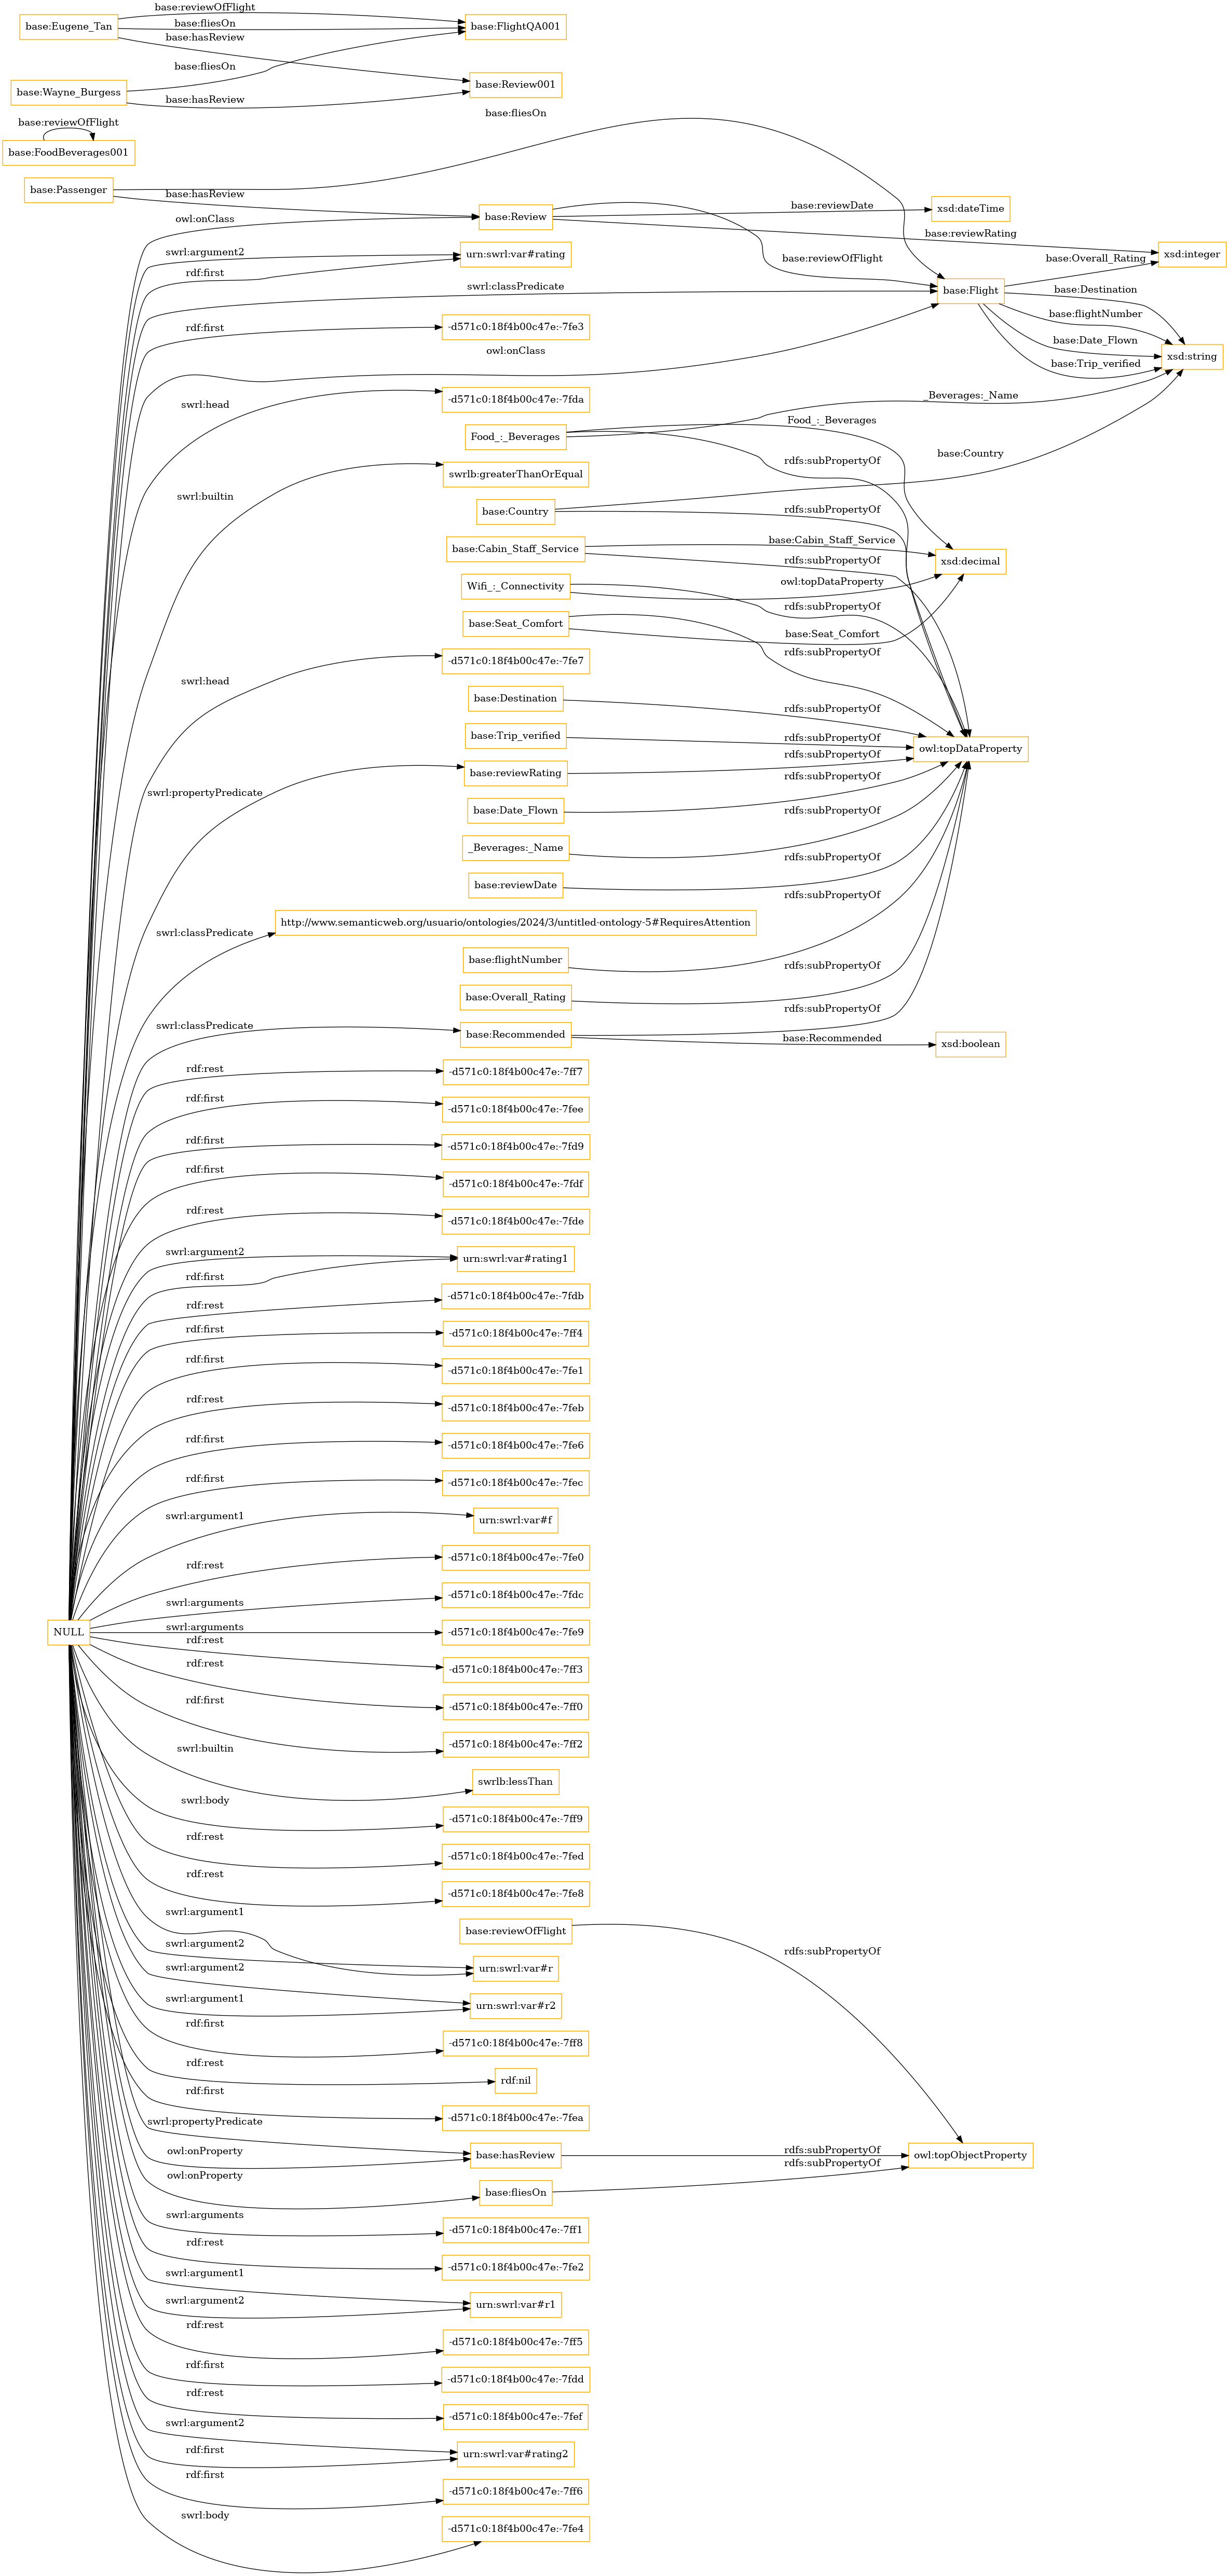 base:reviewOfFlight
base:Eugene_Tan
base:fliesOn
base:FlightQA001
base:hasReview
base:fliesOn
base:Review001
base:Wayne_Burgess
base:hasReview
base:fliesOn
base:reviewOfFlight
base:FoodBeverages001
base:Passenger
base:hasReview
base:reviewDate
xsd:dateTime
owl:onClass
base:Review
base:reviewRating
swrl:argument2
urn:swrl:var#rating
base:reviewOfFlight
base:Overall_Rating
xsd:integer
rdf:first
swrl:classPredicate
base:Flight
base:Destination
base:flightNumber
rdf:first
-d571c0:18f4b00c47e:-7fe3
base:Date_Flown
owl:onClass
xsd:string
base:Trip_verified
_Beverages:_Name
swrl:head
-d571c0:18f4b00c47e:-7fda
Food_:_Beverages
Food_:_Beverages
base:Country
rdfs:subPropertyOf
swrl:builtin
swrlb:greaterThanOrEqual
base:Country
rdfs:subPropertyOf
base:Cabin_Staff_Service
base:Cabin_Staff_Service
rdfs:subPropertyOf
xsd:decimal
Wifi_:_Connectivity
owl:topDataProperty
rdfs:subPropertyOf
base:Seat_Comfort
base:Seat_Comfort
rdfs:subPropertyOf
swrl:head
-d571c0:18f4b00c47e:-7fe7
base:Destination
rdfs:subPropertyOf
base:Trip_verified
rdfs:subPropertyOf
owl:topDataProperty
rdfs:subPropertyOf
base:reviewRating
rdfs:subPropertyOf
swrl:propertyPredicate
base:Date_Flown
rdfs:subPropertyOf
_Beverages:_Name
rdfs:subPropertyOf
base:reviewDate
rdfs:subPropertyOf
swrl:classPredicate
http://www.semanticweb.org/usuario/ontologies/2024/3/untitled-ontology-5#RequiresAttention
base:flightNumber
rdfs:subPropertyOf
base:Overall_Rating
rdfs:subPropertyOf
swrl:classPredicate
base:Recommended
base:Recommended
xsd:boolean
rdf:rest
-d571c0:18f4b00c47e:-7ff7
rdf:first
-d571c0:18f4b00c47e:-7fee
rdf:first
-d571c0:18f4b00c47e:-7fd9
rdf:first
-d571c0:18f4b00c47e:-7fdf
rdf:rest
-d571c0:18f4b00c47e:-7fde
swrl:argument2
urn:swrl:var#rating1
rdf:first
rdf:rest
-d571c0:18f4b00c47e:-7fdb
rdf:first
-d571c0:18f4b00c47e:-7ff4
rdf:first
-d571c0:18f4b00c47e:-7fe1
rdf:rest
-d571c0:18f4b00c47e:-7feb
rdf:first
-d571c0:18f4b00c47e:-7fe6
rdf:first
-d571c0:18f4b00c47e:-7fec
swrl:argument1
urn:swrl:var#f
rdf:rest
-d571c0:18f4b00c47e:-7fe0
swrl:arguments
-d571c0:18f4b00c47e:-7fdc
NULL
swrl:arguments
-d571c0:18f4b00c47e:-7fe9
rdf:rest
-d571c0:18f4b00c47e:-7ff3
rdf:rest
-d571c0:18f4b00c47e:-7ff0
rdf:first
-d571c0:18f4b00c47e:-7ff2
swrl:builtin
swrlb:lessThan
swrl:body
-d571c0:18f4b00c47e:-7ff9
rdf:rest
-d571c0:18f4b00c47e:-7fed
rdf:rest
-d571c0:18f4b00c47e:-7fe8
swrl:argument1
base:reviewOfFlight
rdfs:subPropertyOf
swrl:argument2
urn:swrl:var#r
swrl:argument2
swrl:argument1
urn:swrl:var#r2
rdf:first
-d571c0:18f4b00c47e:-7ff8
rdf:rest
rdf:nil
rdf:first
-d571c0:18f4b00c47e:-7fea
swrl:propertyPredicate
owl:onProperty
base:hasReview
rdfs:subPropertyOf
owl:topObjectProperty
rdfs:subPropertyOf
owl:onProperty
base:fliesOn
swrl:arguments
-d571c0:18f4b00c47e:-7ff1
rdf:rest
-d571c0:18f4b00c47e:-7fe2
swrl:argument1
swrl:argument2
urn:swrl:var#r1
rdf:rest
-d571c0:18f4b00c47e:-7ff5
rdf:first
-d571c0:18f4b00c47e:-7fdd
rdf:rest
-d571c0:18f4b00c47e:-7fef
swrl:argument2
rdf:first
urn:swrl:var#rating2
rdf:first
-d571c0:18f4b00c47e:-7ff6
swrl:body
-d571c0:18f4b00c47e:-7fe4